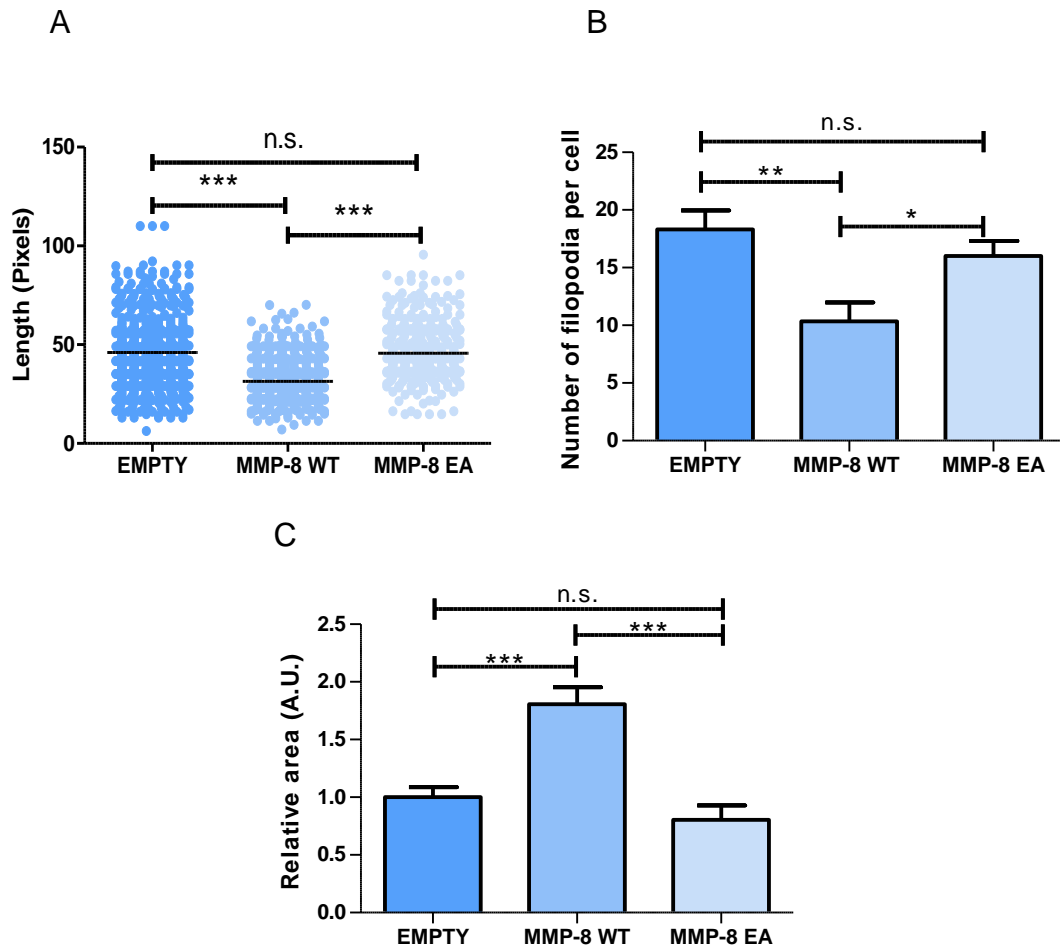 A
n.s.
***
***
Length (Pixels)
150
100
50
0
EMPTY MMP-8 WT MMP-8 EA
B
n.s.
**
*
Number of filopodia per cell
25
20
15
10
5
0
EMPTY MMP-8 WT MMP-8 EA
C
n.s.
***
***
Relative area (A.U.)
2.5
2.0
1.5
1.0
0.5
0.0
EMPTY MMP-8 WT MMP-8 EA